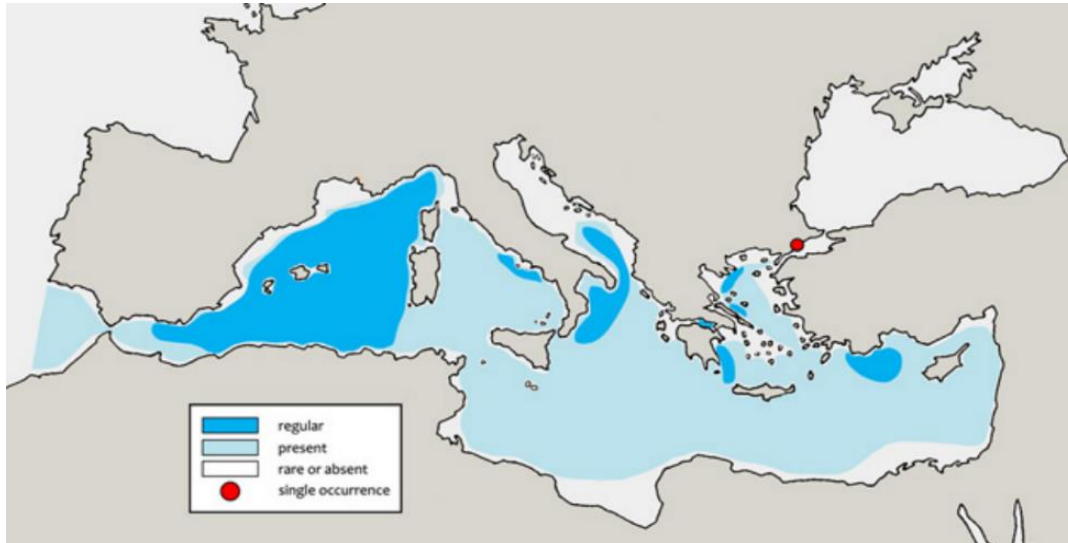 regular
present
rare or absent
single occurrence